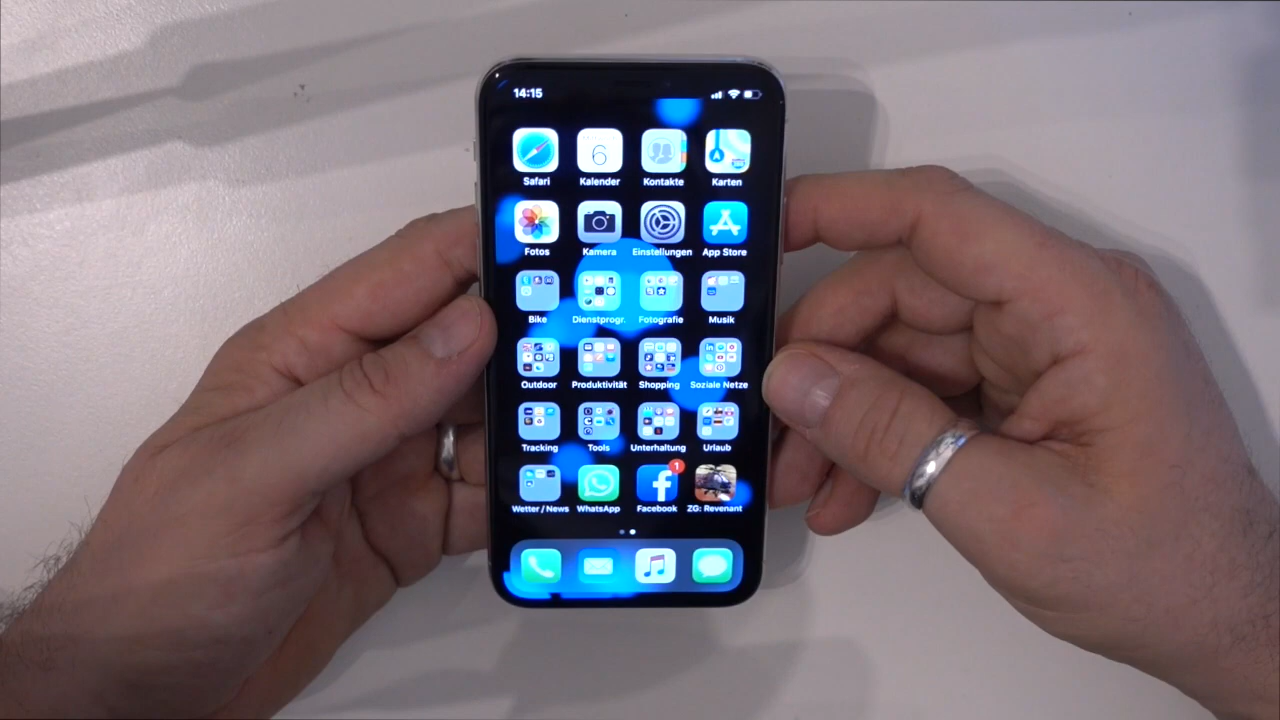 14:15
6
Safari Kalender Kontakte Karten
Fotos Kamera Einstellungen App Store
Bike Dienstprogr. Fotografie Musik
Outdoor Produktivität Shopping Soziale Netze
Tracking Tools Unterhaltung Urlaub
1
Wetter / News WhatsApp Facebook ZG: Revenant